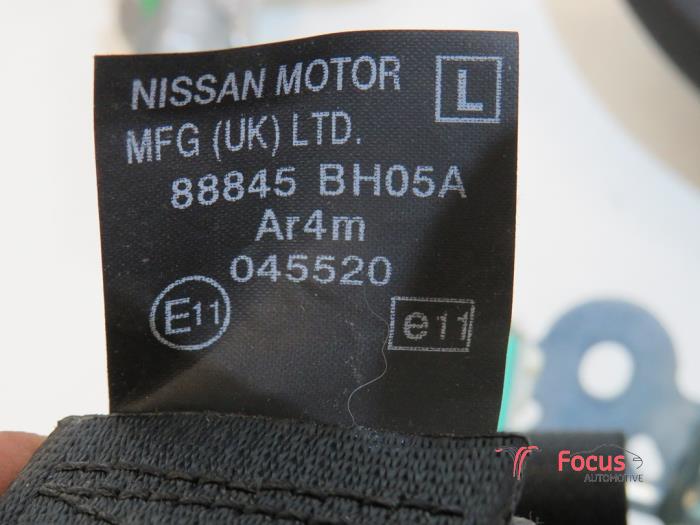 NISSAN MOTOR L
MFG (UK) LTD.
88845 BH05A
Ar4m
045520
E11 e11
Focus
AUTOMOTIVE